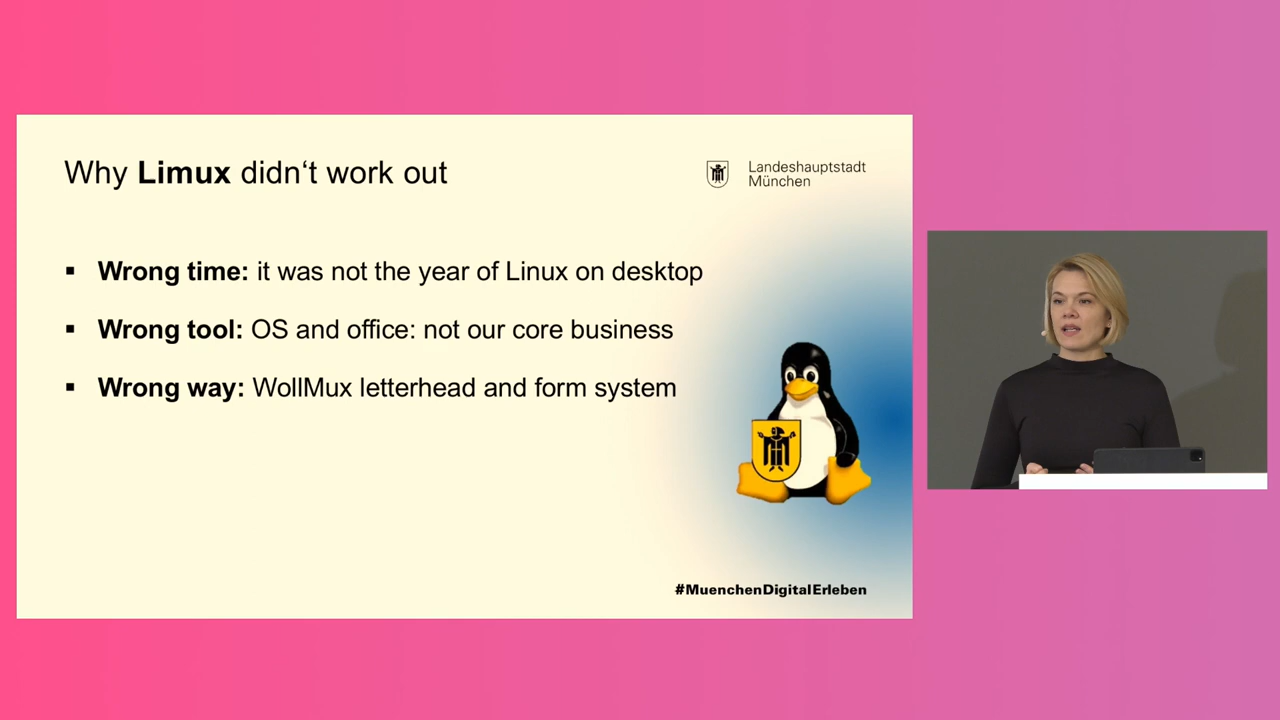 Why Limux didn‘t work out
Landeshauptstadt
München
▪ Wrong time: it was not the year of Linux on desktop
▪ Wrong tool: OS and office: not our core business
▪ Wrong way: WollMux letterhead and form system
#MuenchenDigitalErleben